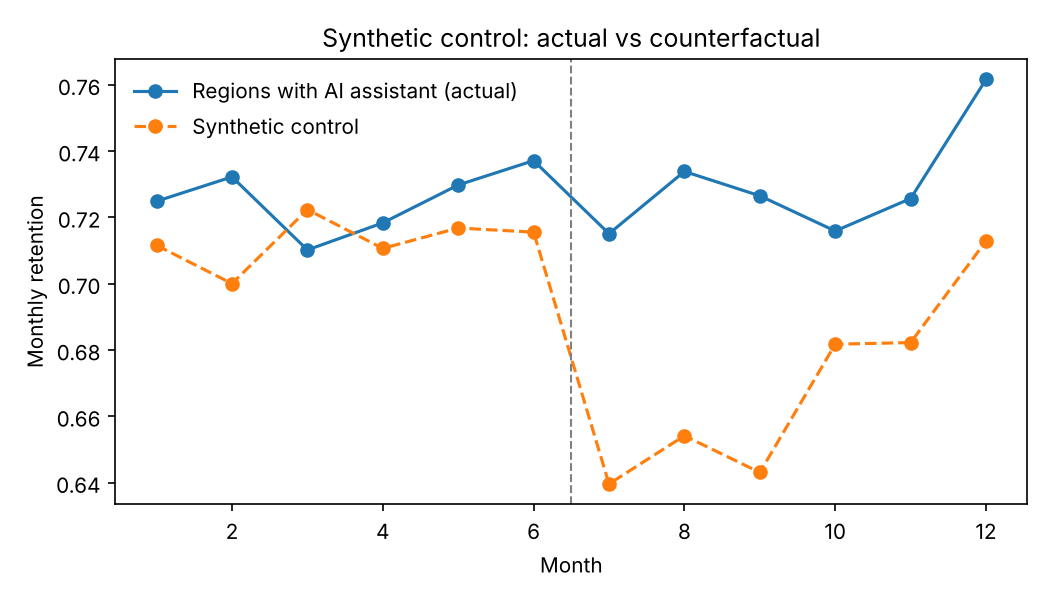 Synthetic control: actual vs counterfactual
Regions with AI assistant (actual)
Synthetic control
Monthly retention
0.76
0.74
0.72
0.70
0.68
0.66
0.64
2 4 6 8 10 12
Month